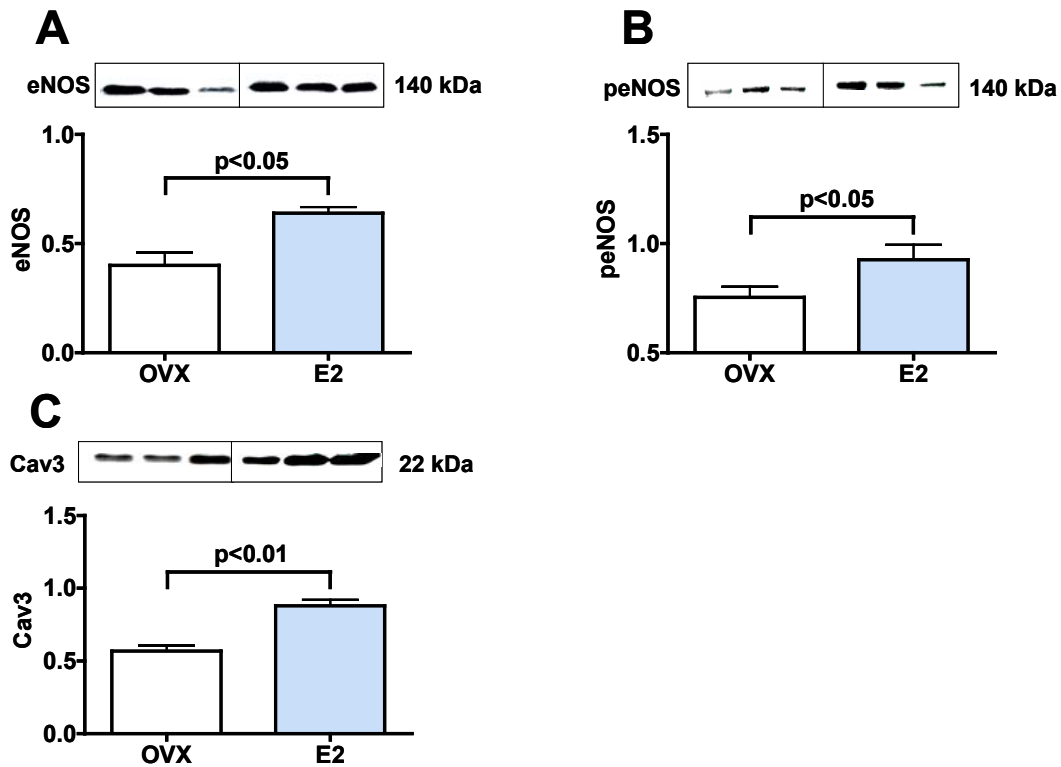 A
eNOS 140 kDa
1.0
p<0.05
0.5
eNOS
0.0
OVX E2
B
peNOS 140 kDa
1.5
p<0.05
1.0
peNOS
0.5
OVX E2
C
Cav3 22 kDa
1.5
p<0.01
1.0
Cav3
0.5
0.0
OVX E2